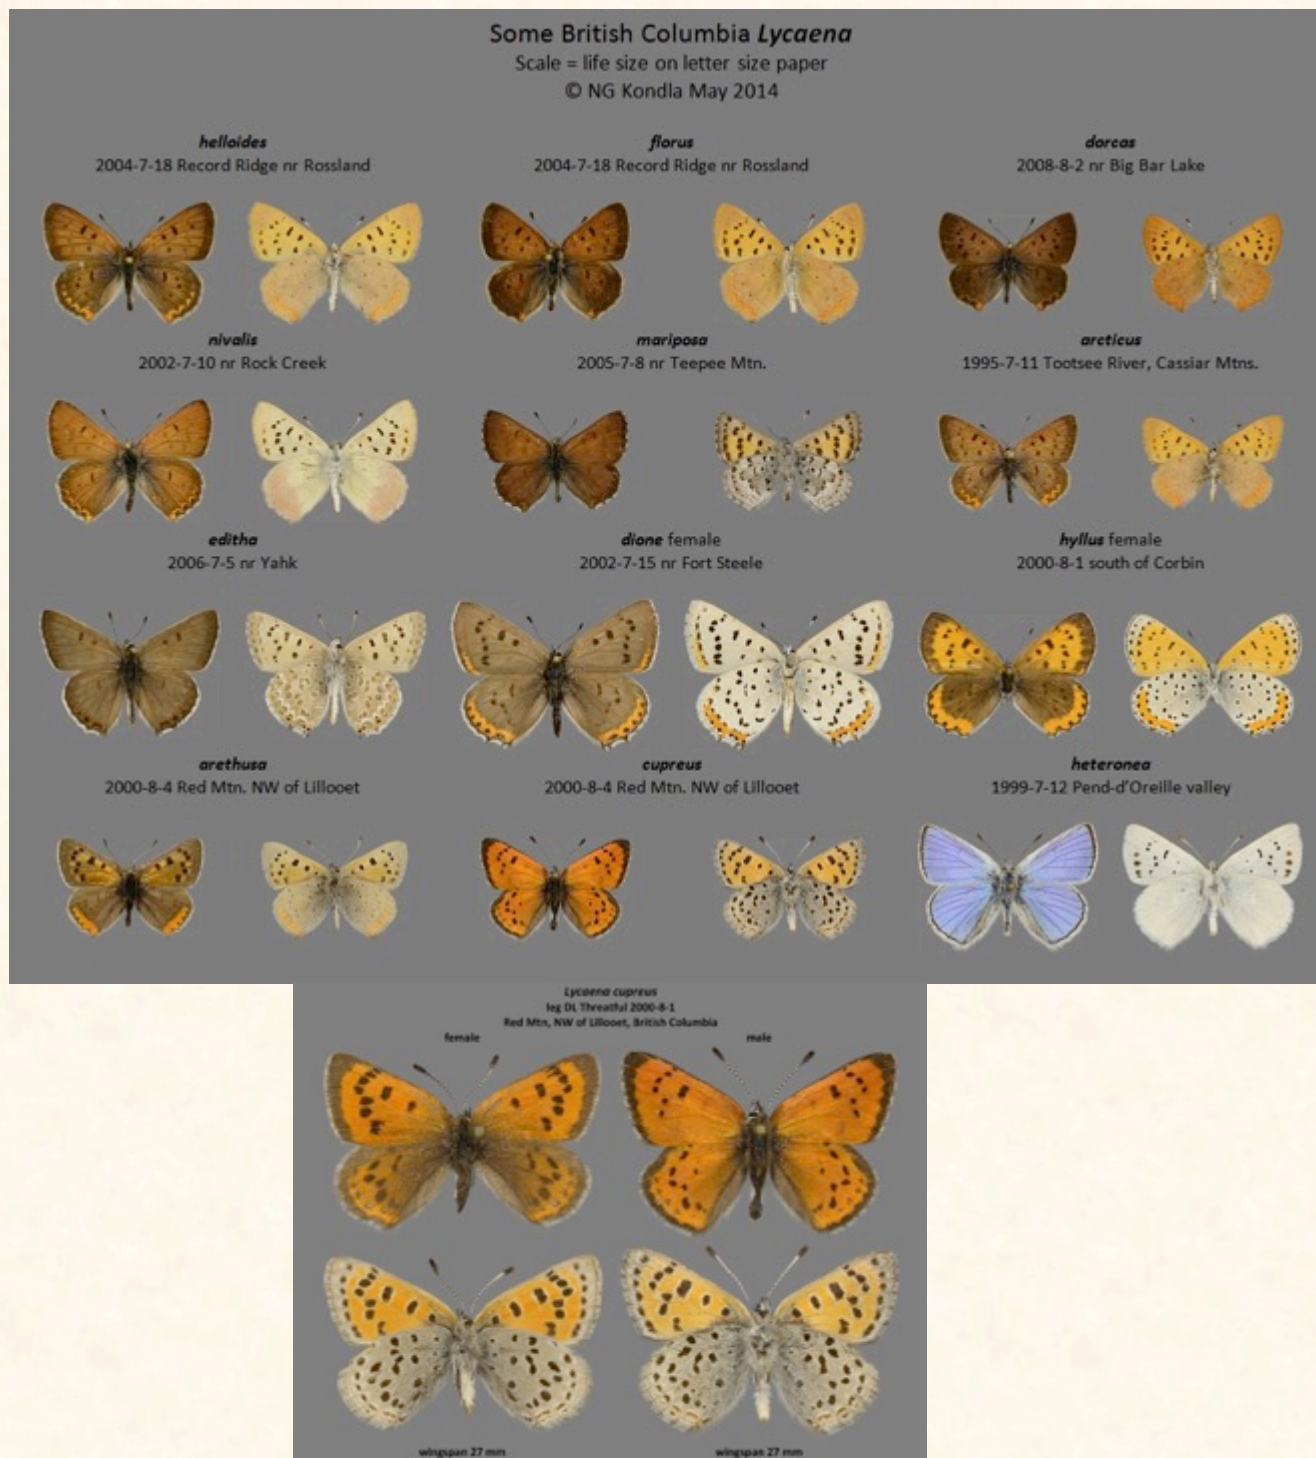 Some British Columbia Lycaena
Scale = life size on letter size paper
© NG Kondla May 2014
helloides
2004-7-18 Record Ridge nr Rossland
florus
2004-7-18 Record Ridge nr Rossland
dorcas
2008-8-2 nr Big Bar Lake
nivalis
2002-7-10 nr Rock Creek
mariposa
2005-7-8 nr Teepee Mtn.
arcticus
1995-7-11 Tootsee River, Cassiar Mtns.
editha
2006-7-5 nr Yahk
dione female
2002-7-15 nr Fort Steele
hyllus female
2000-8-1 south of Corbin
arethusa
2000-8-4 Red Mtn. NW of Lillooet
cupreus
2000-8-4 Red Mtn. NW of Lillooet
heteronea
1999-7-12 Pend-d'Oreille valley
Lycaena cupreus
leg DL Threatful 2000-8-1
Red Mtn, NW of Lillooet, British Columbia
female
male
wingspan 27 mm
wingspan 27 mm